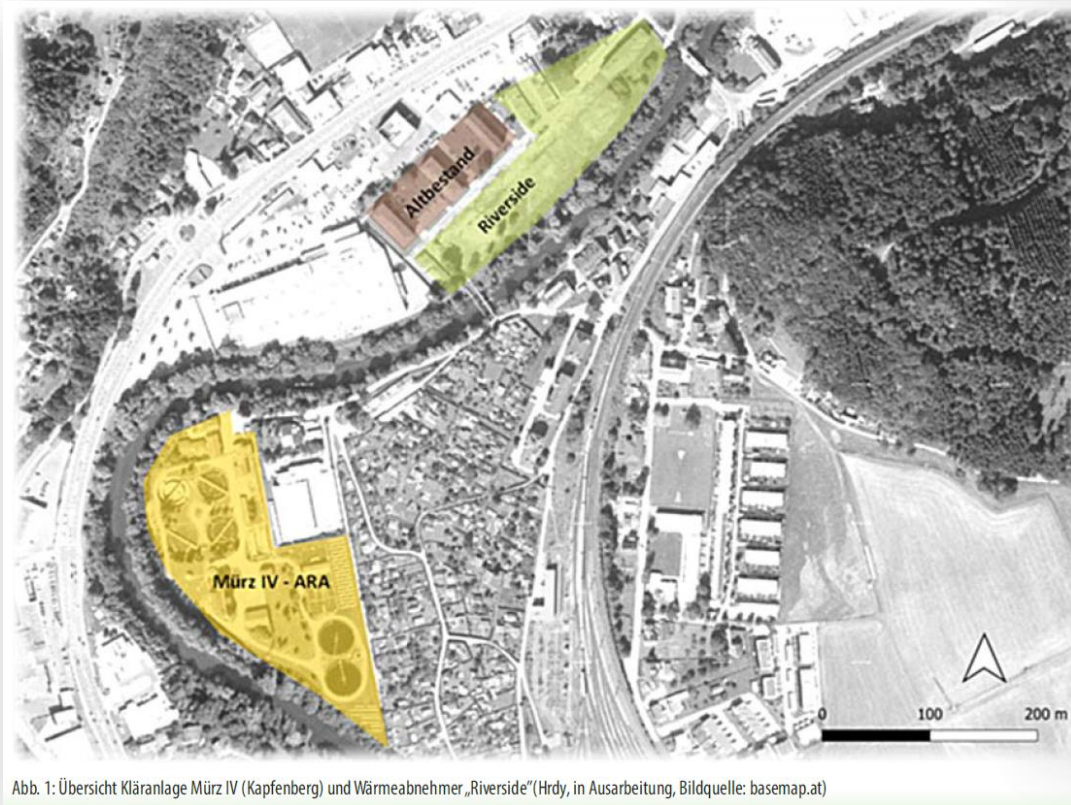 Altbestand
Riverside
Mürz IV - ARA
0 100 200 m
Abb. 1: Übersicht Kläranlage Mürz IV (Kapfenberg) und Wärmeabnehmer „Riverside“(Hrdy, in Ausarbeitung, Bildquelle: basemap.at)